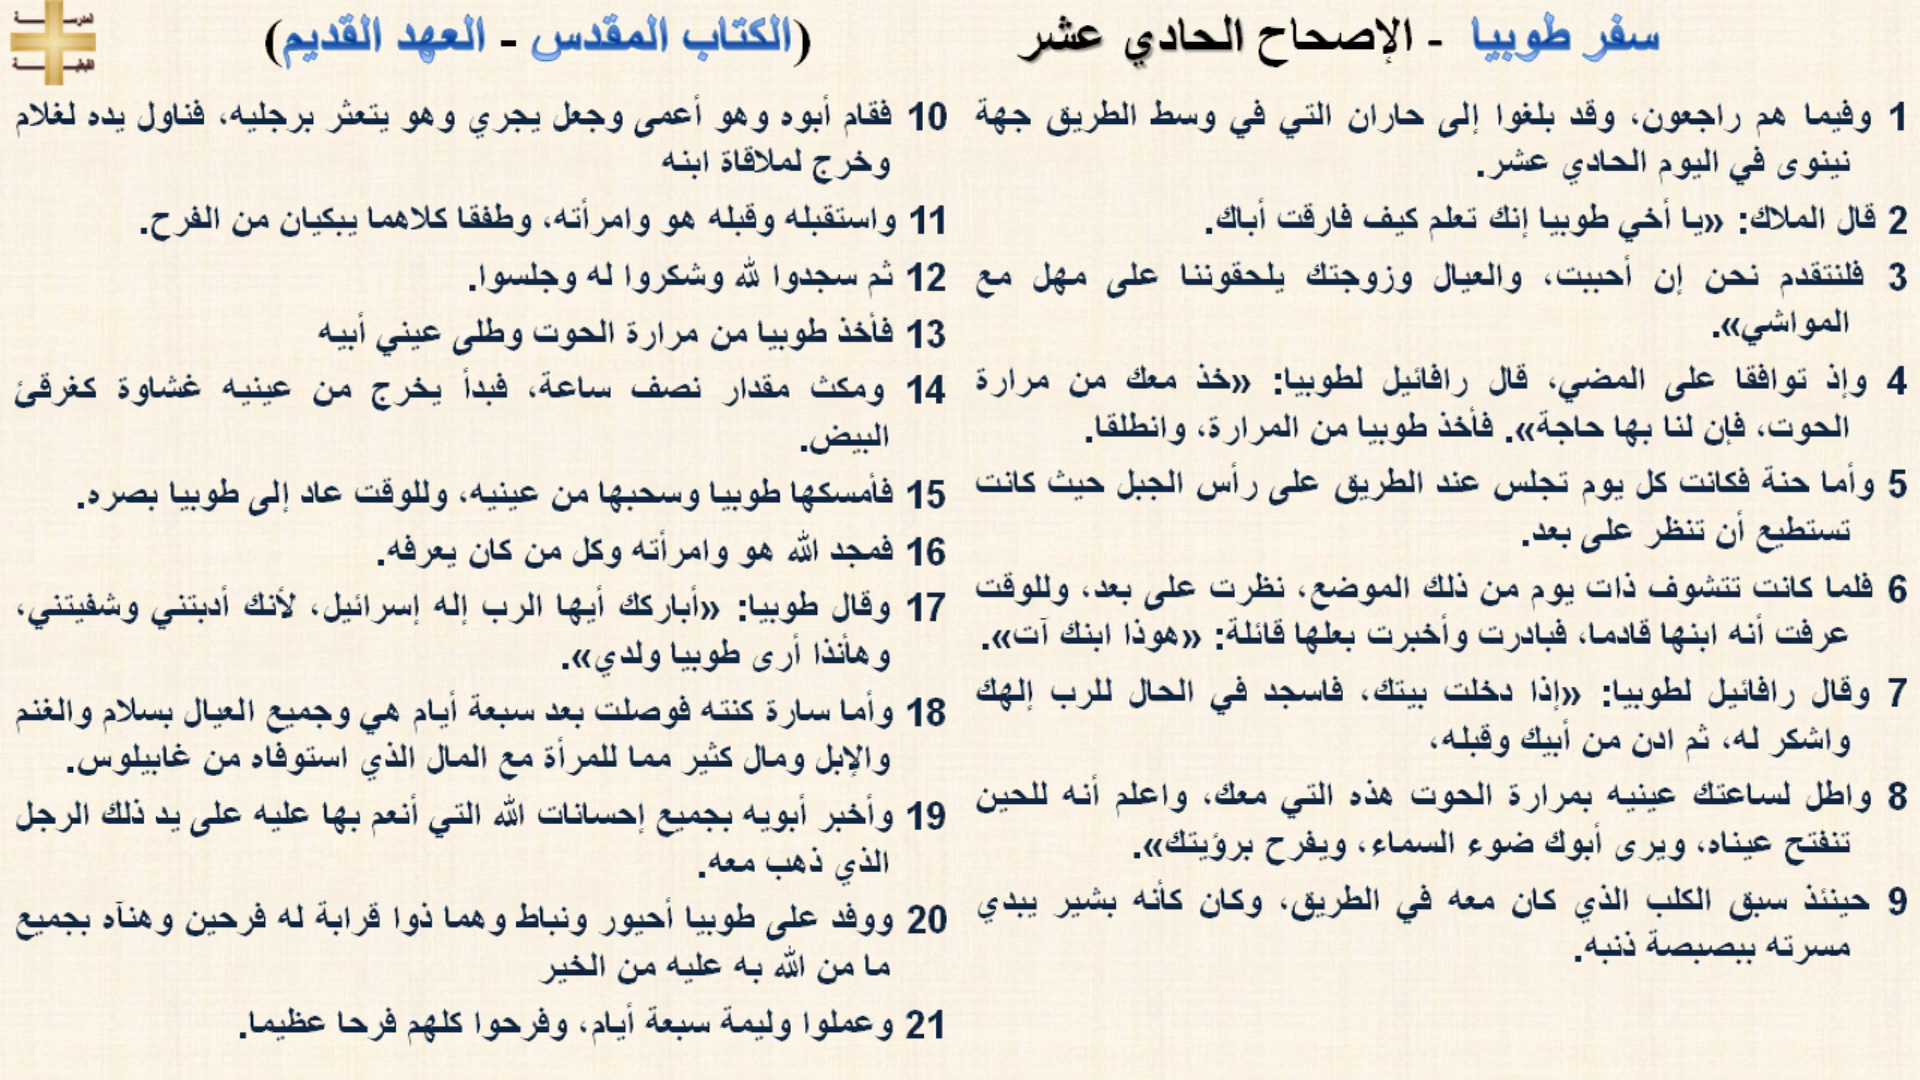 سفر طوبيا - الإصحاح الحادي عشر (الكتاب المقدس - العهد القديم)
1 وفيما هم راجعون، وقد بلغوا إلى حاران التي في وسط الطريق جهة
نينوى في اليوم الحادي عشر.
2 قال الملاك: «يا أخي طوبيا إنك تعلم كيف فارقت أباك.
3 فلنتقدم نحن إن أحببت، والعيال وزوجتك يلحقوننا على مهل مع
المواشي».
4 وإذ توافقا على المضي، قال رافائيل لطوبيا: «خذ معك من مرارة
الحوت، فإن لنا بها حاجة». فأخذ طوبيا من المرارة، وانطلقا.
5 وأما حنة فكانت كل يوم تجلس عند الطريق على رأس الجبل حيث كانت
تستطيع أن تنظر على بعد.
6 فلما كانت تتشوف ذات يوم من ذلك الموضع، نظرت على بعد، وللوقت
عرفت أنه ابنها قادما، فبادرت وأخبرت بعلها قائلة: «هوذا ابنك آت».
7 وقال رافائيل لطوبيا: «إذا دخلت بيتك، فاسجد في الحال للرب إلهك
واشكر له، ثم ادن من أبيك وقبله،
8 واطل لساعتك عينيه بمرارة الحوت هذه التي معك، واعلم أنه للحين
تنفتح عيناه، ويرى أبوك ضوء السماء، ويفرح برؤيتك».
9 حينئذ سبق الكلب الذي كان معه في الطريق، وكان كأنه بشير يبدي
مسرته ببصبصة ذنبه.
10 فقام أبوه وهو أعمى وجعل يجري وهو يتعثر برجليه، فناول يده لغلام
وخرج لملاقاة ابنه
11 واستقبله وقبله هو وامرأته، وطفقا كلاهما يبكيان من الفرح.
12 ثم سجدوا لله وشكروا له وجلسوا.
13 فأخذ طوبيا من مرارة الحوت وطلى عيني أبيه
14 ومكث مقدار نصف ساعة، فبدأ يخرج من عينيه غشاوة كغرقئ
البيض.
15 فأمسكها طوبيا وسحبها من عينيه، وللوقت عاد إلى طوبيا بصره.
16 فمجد الله هو وامرأته وكل من كان يعرفه.
17 وقال طوبيا: «أباركك أيها الرب إله إسرائيل، لأنك أدبتني وشفيتني،
وهأنذا أرى طوبيا ولدي».
18 وأما سارة كنته فوصلت بعد سبعة أيام هي وجميع العيال بسلام والغنم
والإبل ومال كثير مما للمرأة مع المال الذي استوفاه من غابيلوس.
19 وأخبر أبويه بجميع إحسانات الله التي أنعم بها عليه على يد ذلك الرجل
الذي ذهب معه.
20 ووفد على طوبيا أحيور ونباط وهما ذوا قرابة له فرحين وهنآه بجميع
ما من الله به عليه من الخير
21 وعملوا وليمة سبعة أيام، وفرحوا كلهم فرحا عظيما.